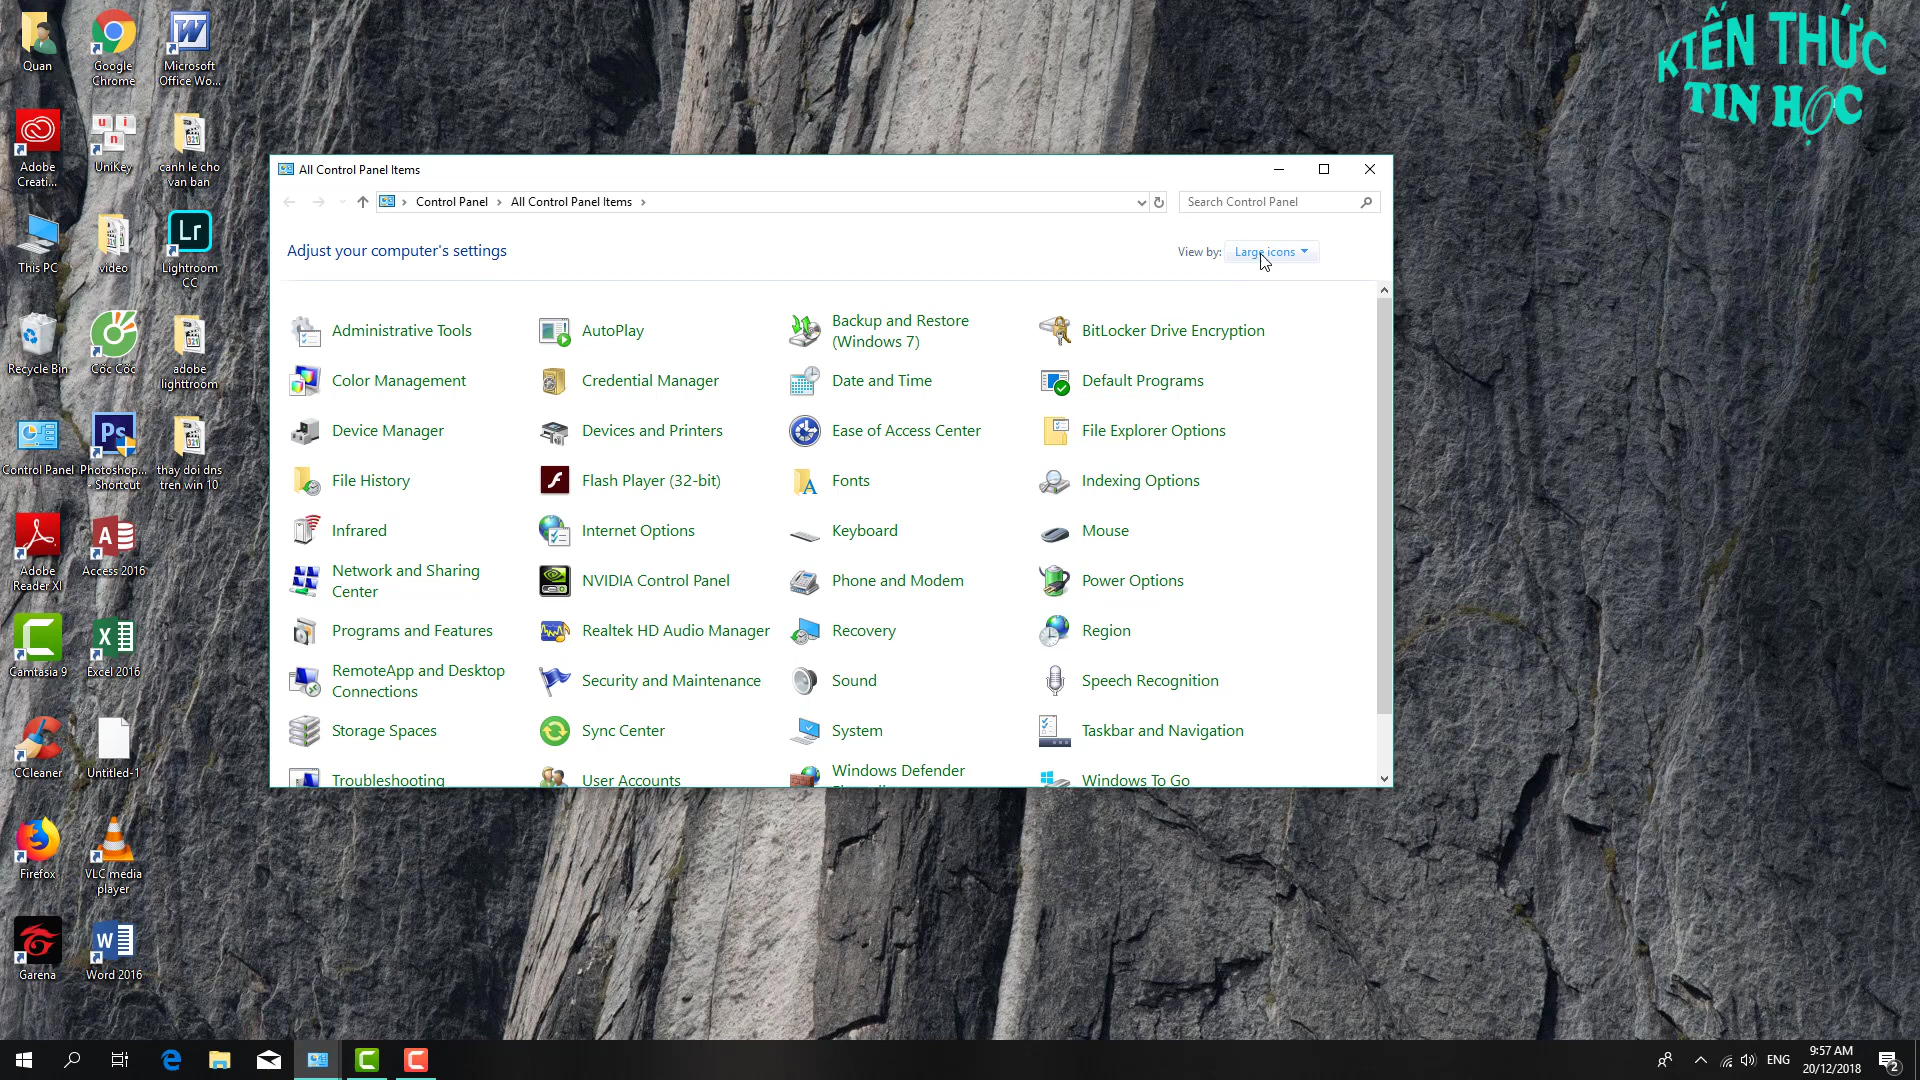 Quan
Google
Chrome
Microsoft
Office Wo...
KIẾN THỨC
TIN HỌC
Adobe
Creati...
UniKey
canh le cho
van ban
This PC
video
Lightroom
CC
Recycle Bin
Cốc Cốc
adobe
lighttroom
Control Panel
Photoshop...
- Shortcut
thay doi dns
tren win 10
Adobe
Reader XI
Access 2016
Camtasia 9
Excel 2016
CCleaner
Untitled-1
Firefox
VLC media
player
Garena
Word 2016
All Control Panel Items
Control Panel
All Control Panel Items
Search Control Panel
Adjust your computer's settings
View by: Large icons
Administrative Tools
AutoPlay
Backup and Restore
(Windows 7)
BitLocker Drive Encryption
Color Management
Credential Manager
Date and Time
Default Programs
Device Manager
Devices and Printers
Ease of Access Center
File Explorer Options
File History
Flash Player (32-bit)
Fonts
Indexing Options
Infrared
Internet Options
Keyboard
Mouse
Network and Sharing
Center
NVIDIA Control Panel
Phone and Modem
Power Options
Programs and Features
Realtek HD Audio Manager
Recovery
Region
RemoteApp and Desktop
Connections
Security and Maintenance
Sound
Speech Recognition
Storage Spaces
Sync Center
System
Taskbar and Navigation
Troubleshooting
User Accounts
Windows Defender
Windows To Go
ENG
9:57 AM
20/12/2018
2